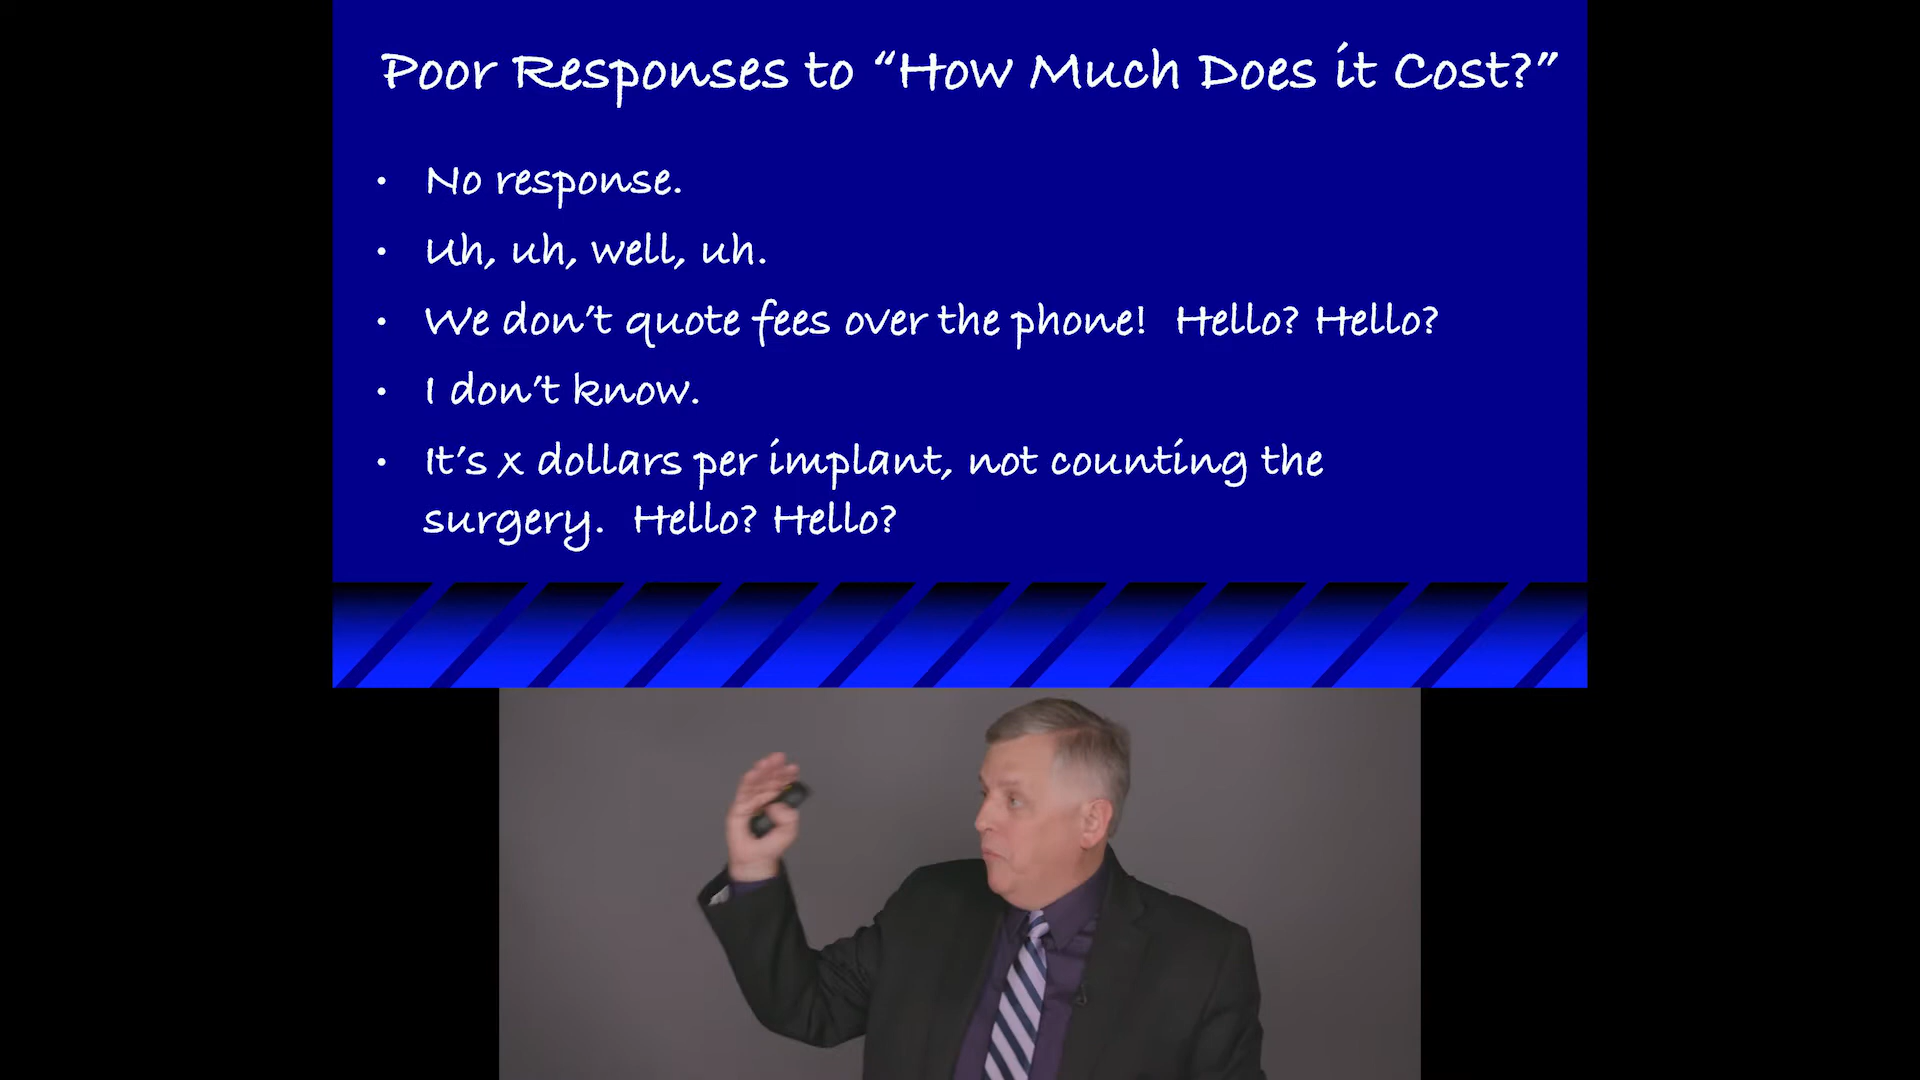 Poor Responses to “How Much Does it Cost?”
• No response.
• Uh, uh, well, uh.
• We don’t quote fees over the phone!  Hello? Hello?
• I don’t know.
• It’s x dollars per implant, not counting the
surgery.  Hello? Hello?